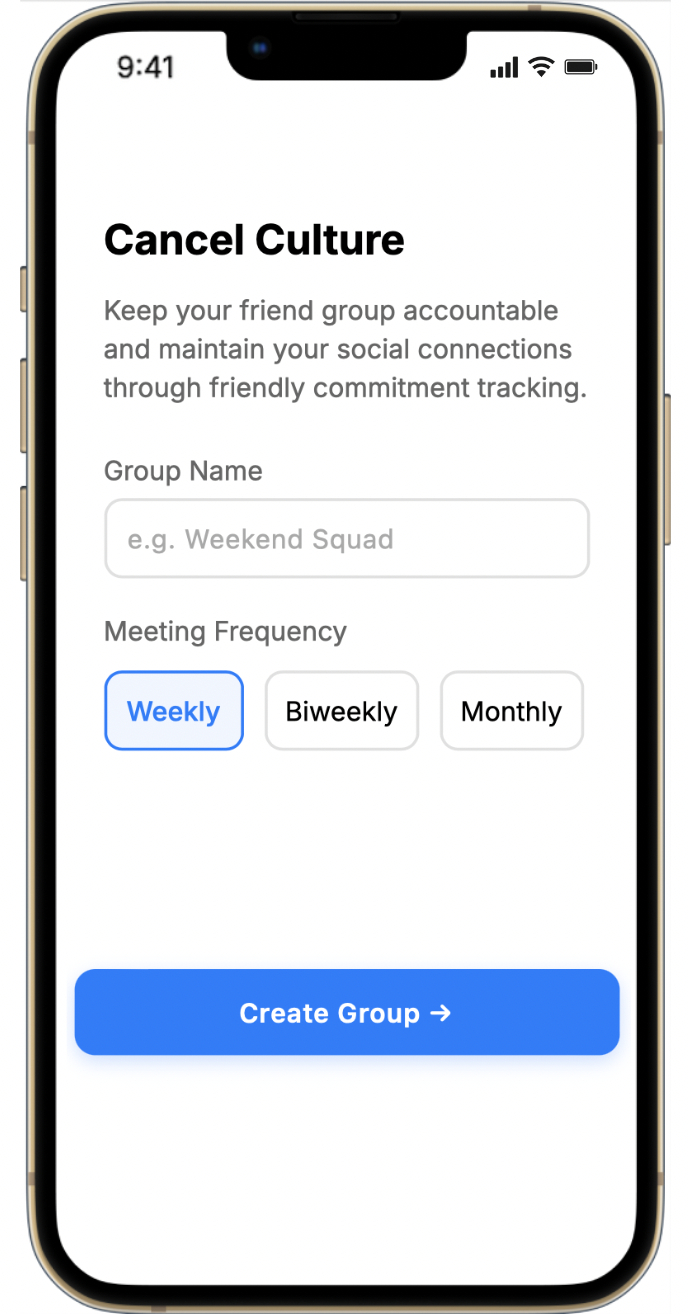 9:41
Cancel Culture
Keep your friend group accountable
and maintain your social connections
through friendly commitment tracking.
Group Name
e.g. Weekend Squad
Meeting Frequency
Weekly Biweekly Monthly
Create Group →